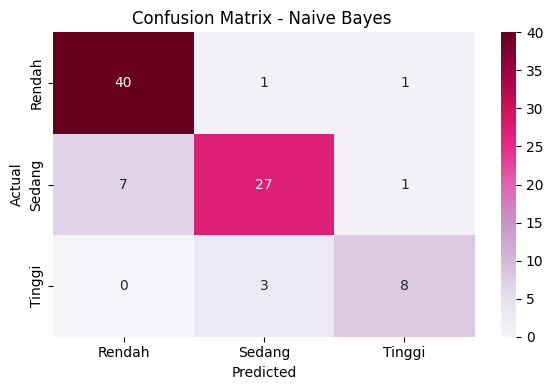 Confusion Matrix - Naive Bayes
Actual
Rendah
Sedang
Tinggi
40 1 1
7 27 1
0 3 8
Rendah Sedang Tinggi
Predicted
40
35
30
25
20
15
10
5
0